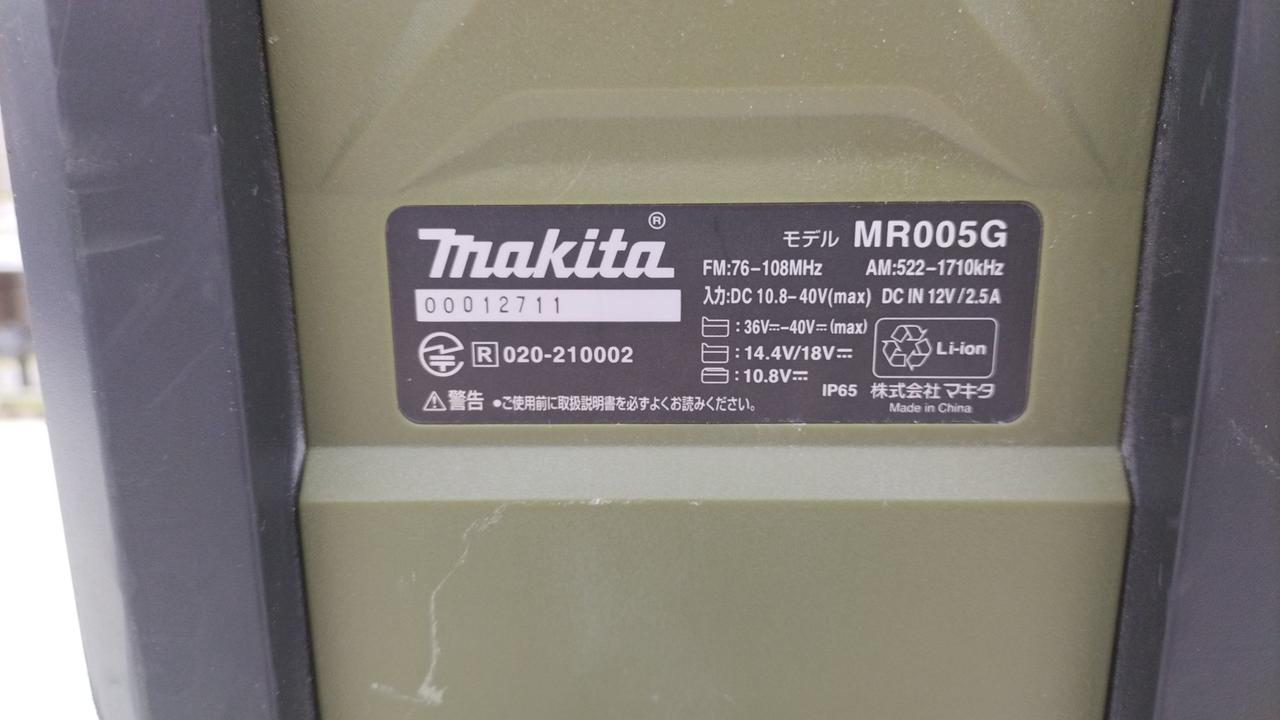 makita®
00012711
R 020-210002
⚠警告 ●ご使用前に取扱説明書を必ずよくお読みください。
モデル MR005G
FM:76-108MHz AM:522-1710kHz
入力:DC 10.8-40V(max) DC IN 12V/2.5A
: 36V⎓-40V⎓(max)
: 14.4V/18V⎓
: 10.8V⎓
Li-ion
IP65 株式会社マキタ
Made in China